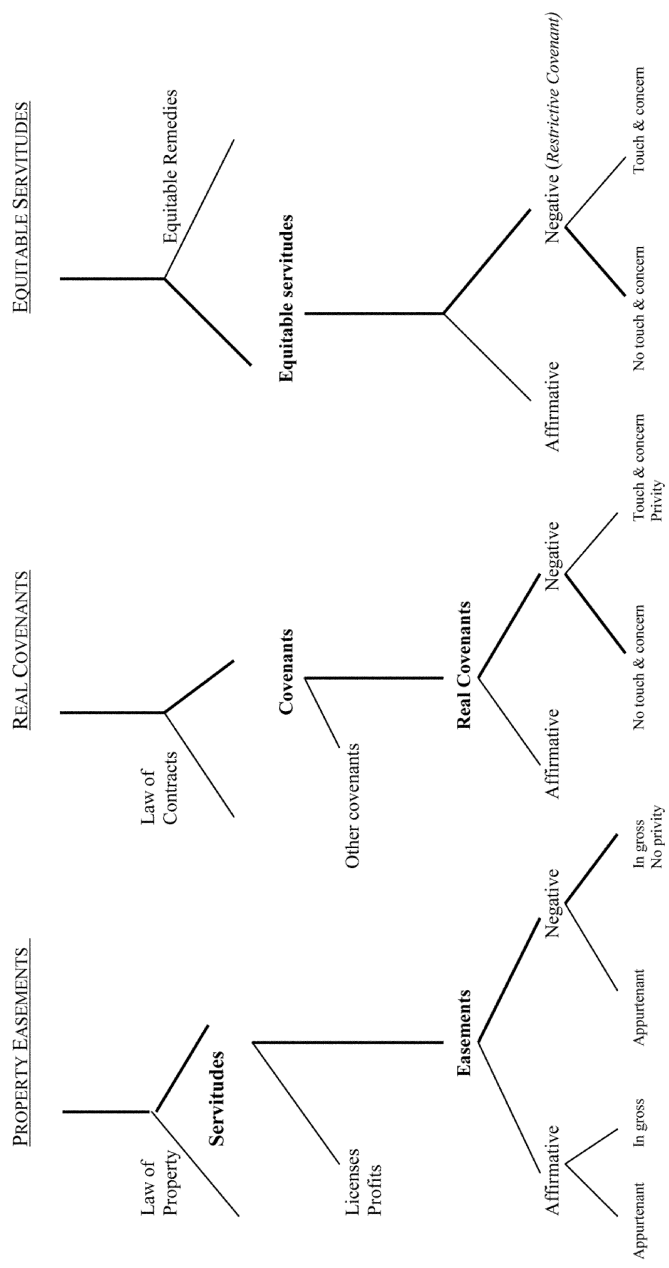 PROPERTY EASEMENTS
Law of
Property
Servitudes
Licenses
Profits
Easements
Affirmative
Negative
Appurtenant
In gross
Appurtenant
In gross
No privity
REAL COVENANTS
Law of
Contracts
Covenants
Other covenants
Real Covenants
Affirmative
Negative
No touch & concern
Touch & concern
Privity
EQUITABLE SERVITUDES
Equitable Remedies
Equitable servitudes
Affirmative
Negative (Restrictive Covenant)
No touch & concern
Touch & concern